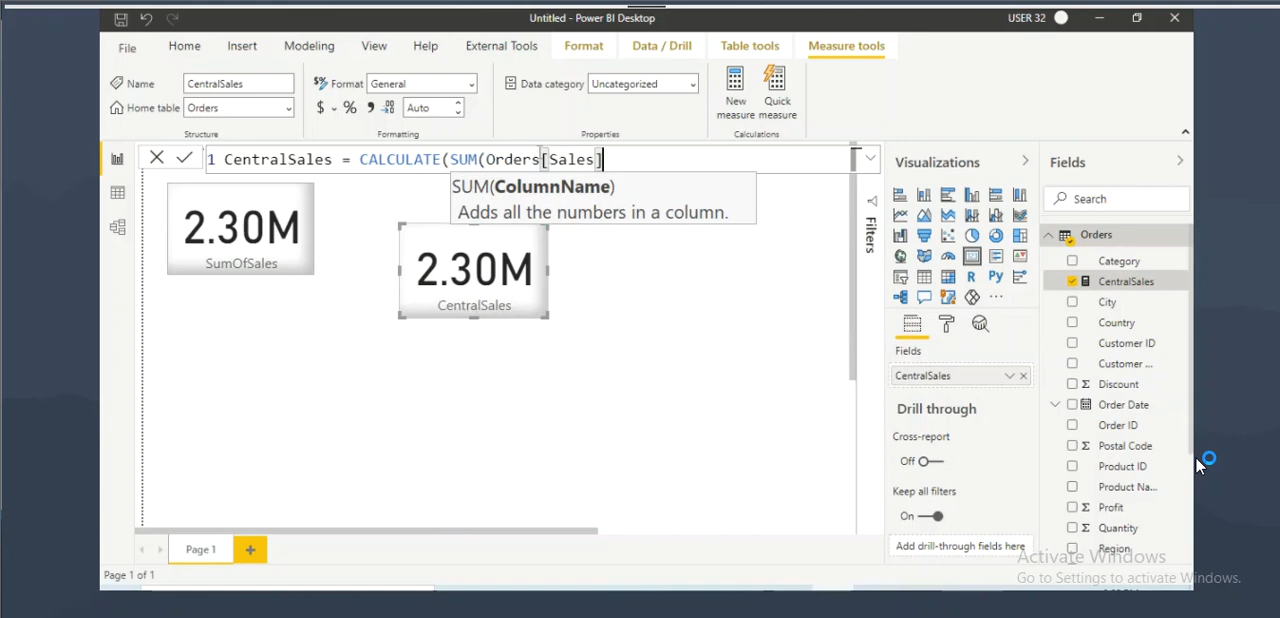 Untitled - Power BI Desktop
USER 32
File
Home
Insert
Modeling
View
Help
External Tools
Format
Data / Drill
Table tools
Measure tools
Name
CentralSales
Format
General
Data category
Uncategorized
New
measure
Quick
measure
Home table
Orders
$
%
Auto
Structure
Formatting
Properties
Calculations
1 CentralSales = CALCULATE(SUM(Orders[Sales]
SUM(ColumnName)
Adds all the numbers in a column.
2.30M
SumOfSales
2.30M
CentralSales
Filters
Visualizations
R
Py
Fields
CentralSales
Drill through
Cross-report
Off
Keep all filters
On
Add drill-through fields here
Fields
Search
Orders
Category
CentralSales
City
Country
Customer ID
Customer ...
Σ Discount
Order Date
Order ID
Σ Postal Code
Product ID
Product Na...
Σ Profit
Σ Quantity
Region
Page 1
Page 1 of 1
Activate Windows
Go to Settings to activate Windows.